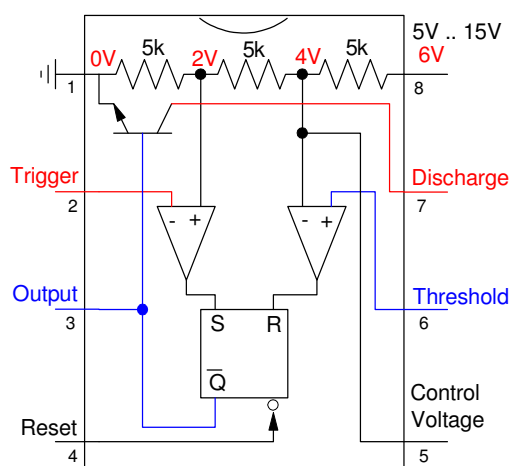 5V .. 15V
0V 5k 2V 5k 4V 5k 6V
1 8
Trigger Discharge
2 7
- + - +
Output Threshold
3 6
S R
Q̅
Control
Voltage
Reset
4 5